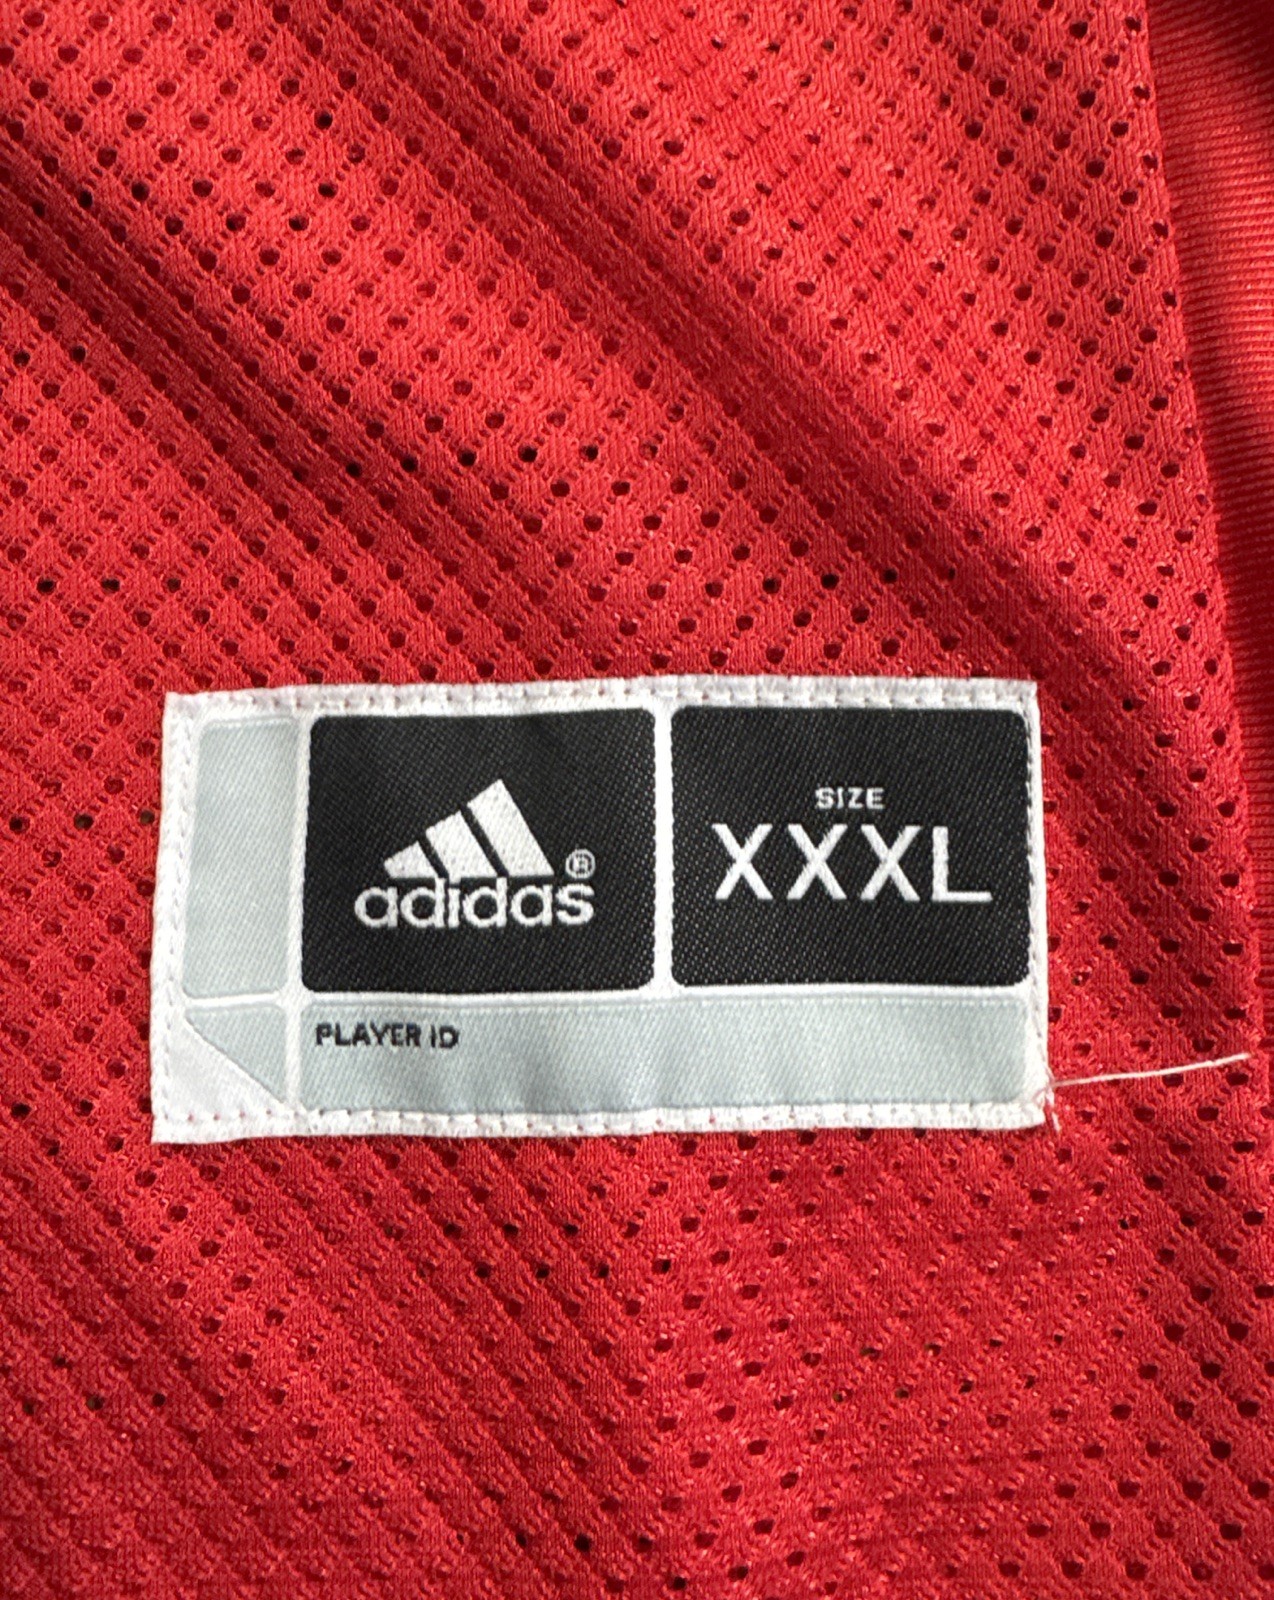 adidas®
SIZE
XXXL
PLAYER ID